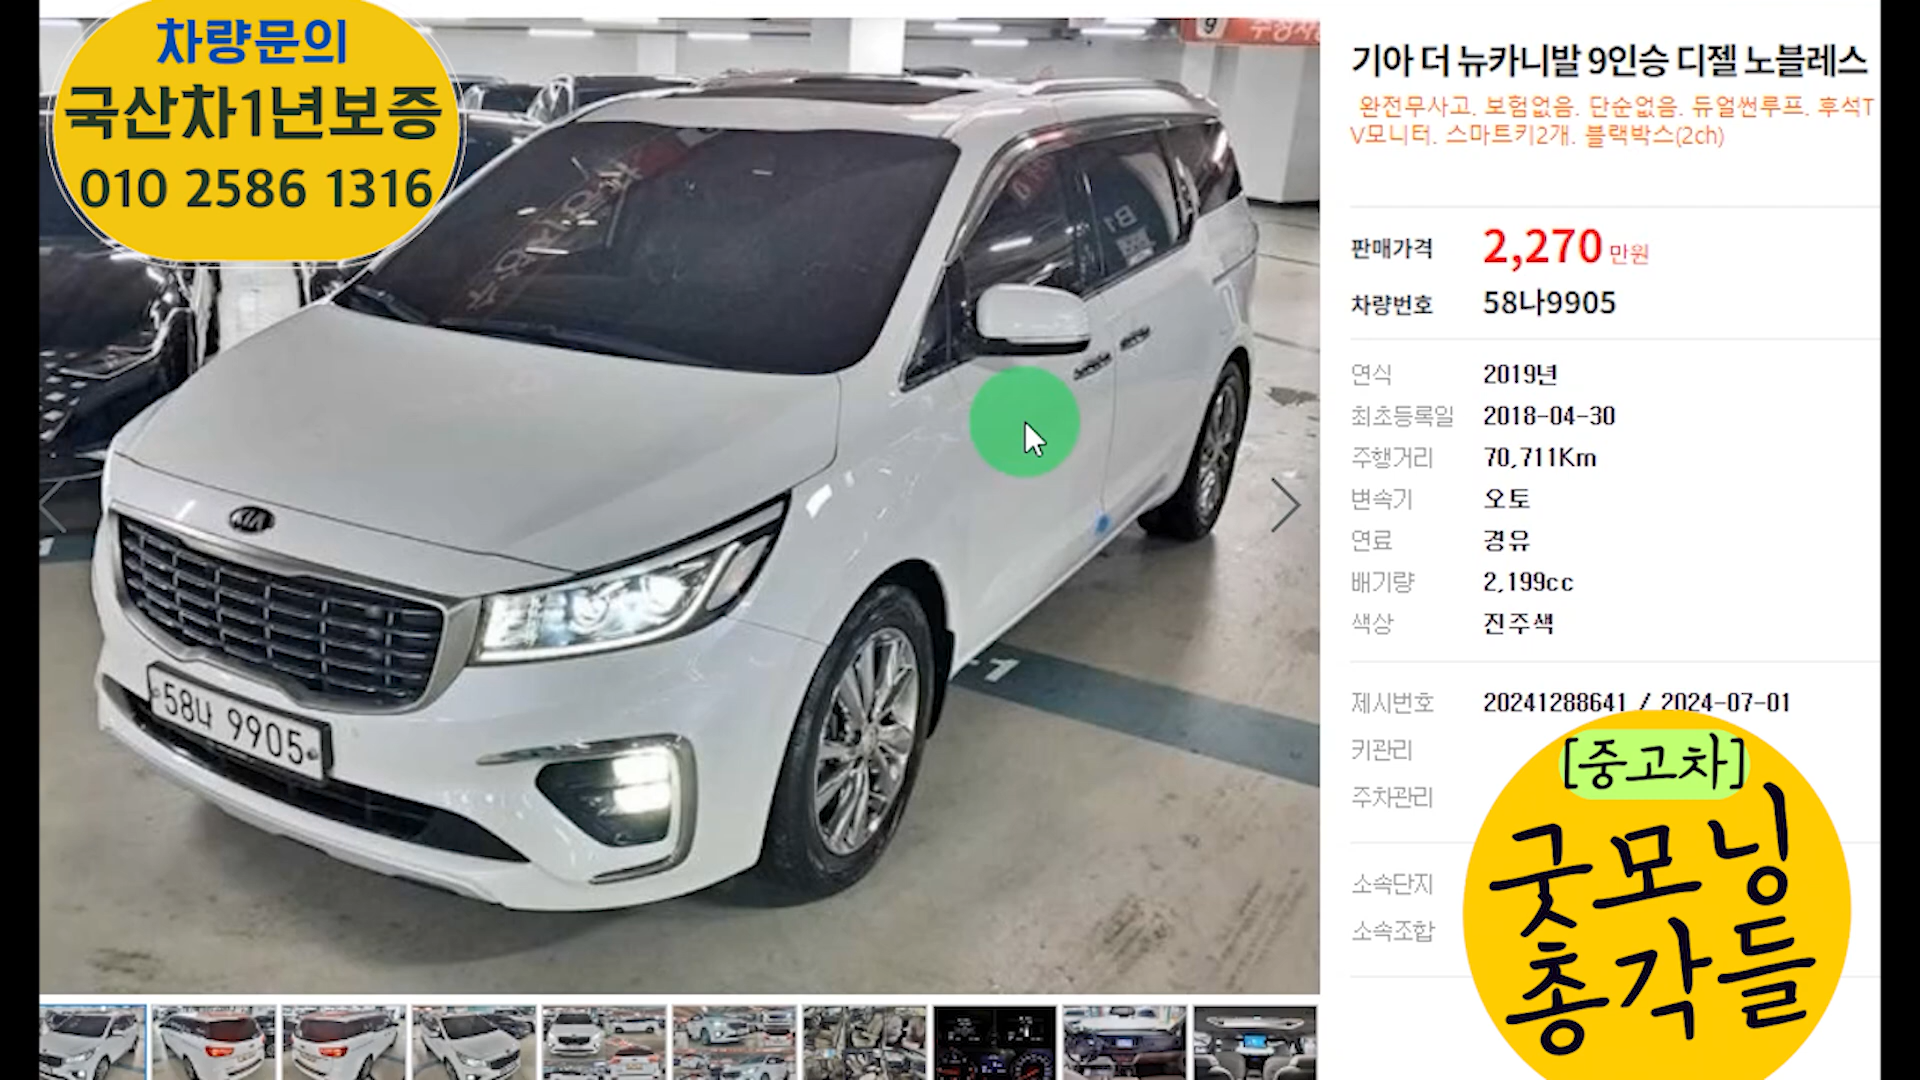 차량문의
국산차1년보증
010 2586 1316
기아 더 뉴카니발 9인승 디젤 노블레스
완전무사고. 보험없음. 단순없음. 듀얼썬루프. 후석T
V모니터. 스마트키2개. 블랙박스(2ch)
판매가격 2,270 만원
차량번호 58나9905
연식 2019년
최초등록일 2018-04-30
주행거리 70,711Km
변속기 오토
연료 경유
배기량 2,199cc
색상 진주색
제시번호 20241288641 / 2024-07-01
키관리
주차관리
소속단지
소속조합
[중고차]
굿모닝
총각들
KIA
58나 9905
B1
9